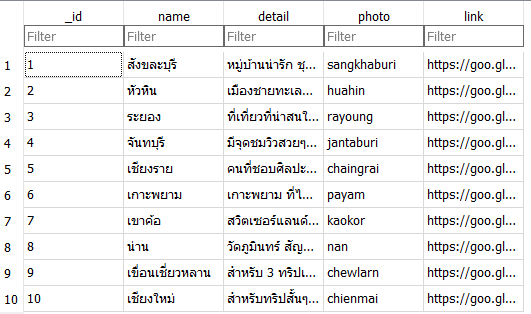 _id name detail photo link
Filter Filter Filter Filter Filter
1 1 สังขละบุรี หมู่บ้านน่ารัก ชุ... sangkhaburi https://goo.gl...
2 2 หัวหิน เมืองชายทะเล... huahin https://goo.gl...
3 3 ระยอง ที่เที่ยวที่น่าสนใ... rayoung https://goo.gl...
4 4 จันทบุรี มีจุดชมวิวสวยๆ... jantaburi https://goo.gl...
5 5 เชียงราย คนที่ชอบศิลปะ... chaingrai https://goo.gl...
6 6 เกาะพยาม เกาะพยาม ที่ไ... payam https://goo.gl...
7 7 เขาค้อ สวิตเซอร์แลนด์... kaokor https://goo.gl...
8 8 น่าน วัดภูมินทร์ สัญ... nan https://goo.gl...
9 9 เขื่อนเชี่ยวหลาน สำหรับ 3 ทริปเ... chewlarn https://goo.gl...
10 10 เชียงใหม่ สำหรับทริปสั้นๆ... chienmai https://goo.gl...